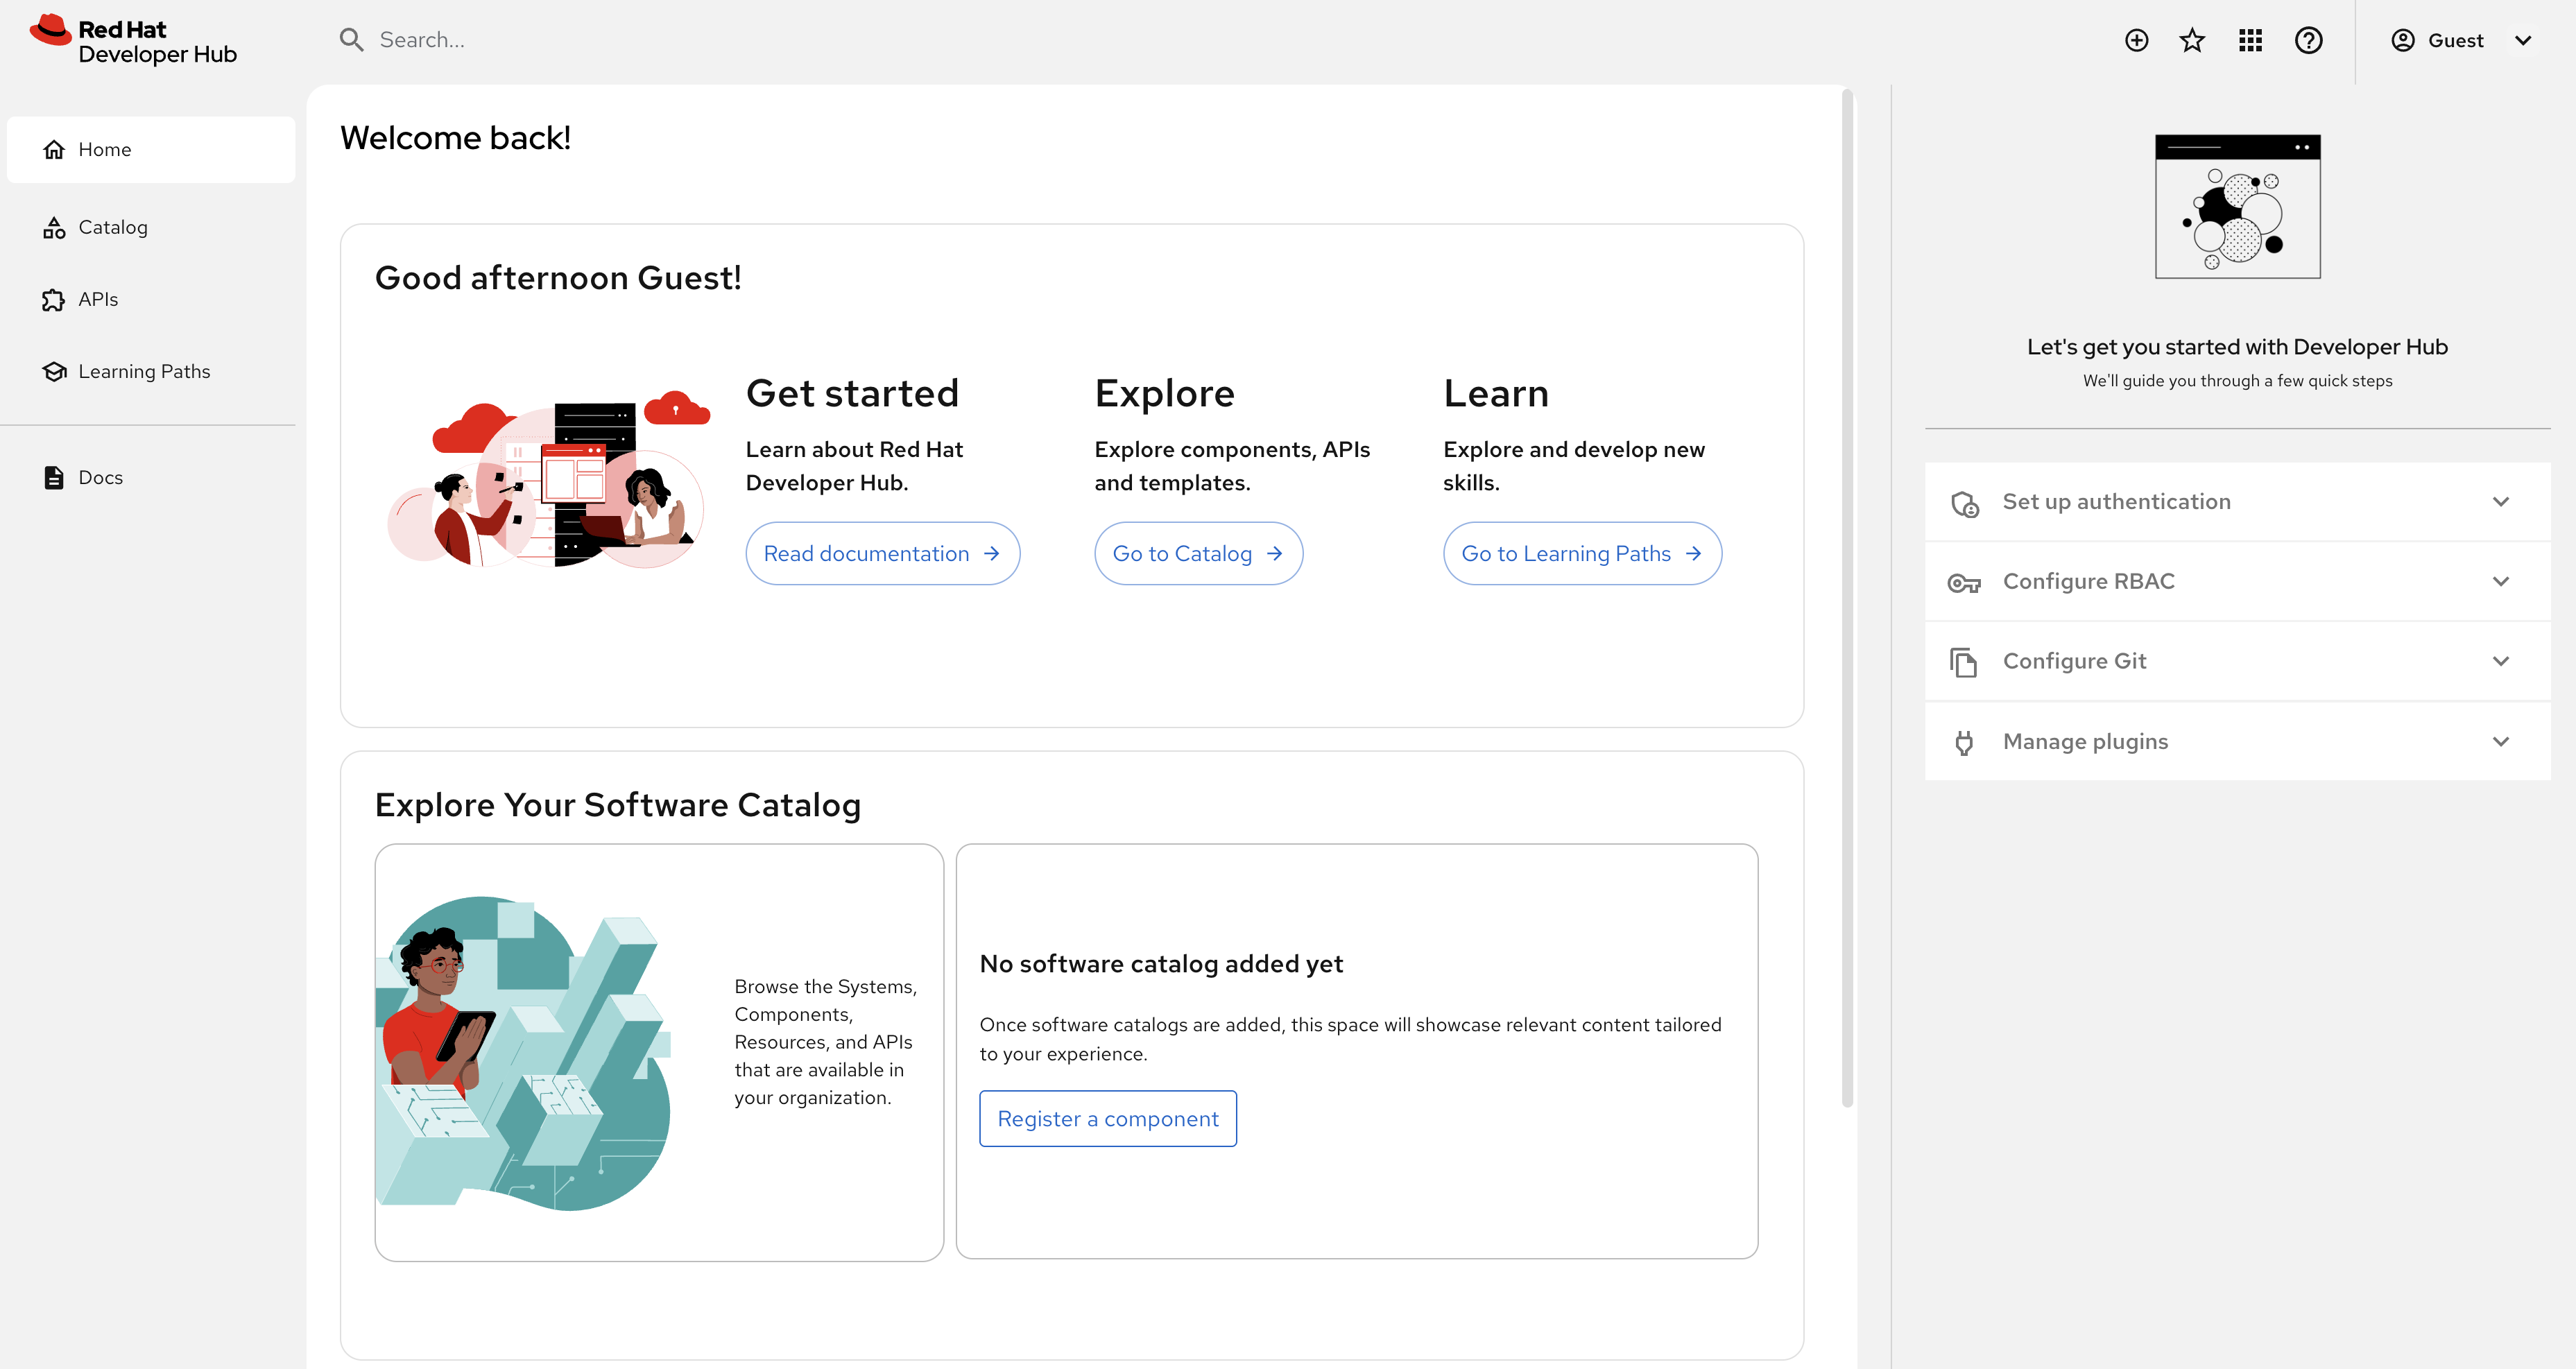 Red Hat
Developer Hub
Search...
Guest
Home
Catalog
APIs
Learning Paths
Docs
Welcome back!
Good afternoon Guest!
Get started
Learn about Red Hat
Developer Hub.
Read documentation
Explore
Explore components, APIs
and templates.
Go to Catalog
Learn
Explore and develop new
skills.
Go to Learning Paths
Explore Your Software Catalog
Browse the Systems,
Components,
Resources, and APIs
that are available in
your organization.
No software catalog added yet
Once software catalogs are added, this space will showcase relevant content tailored
to your experience.
Register a component
Let's get you started with Developer Hub
We'll guide you through a few quick steps
Set up authentication
Configure RBAC
Configure Git
Manage plugins